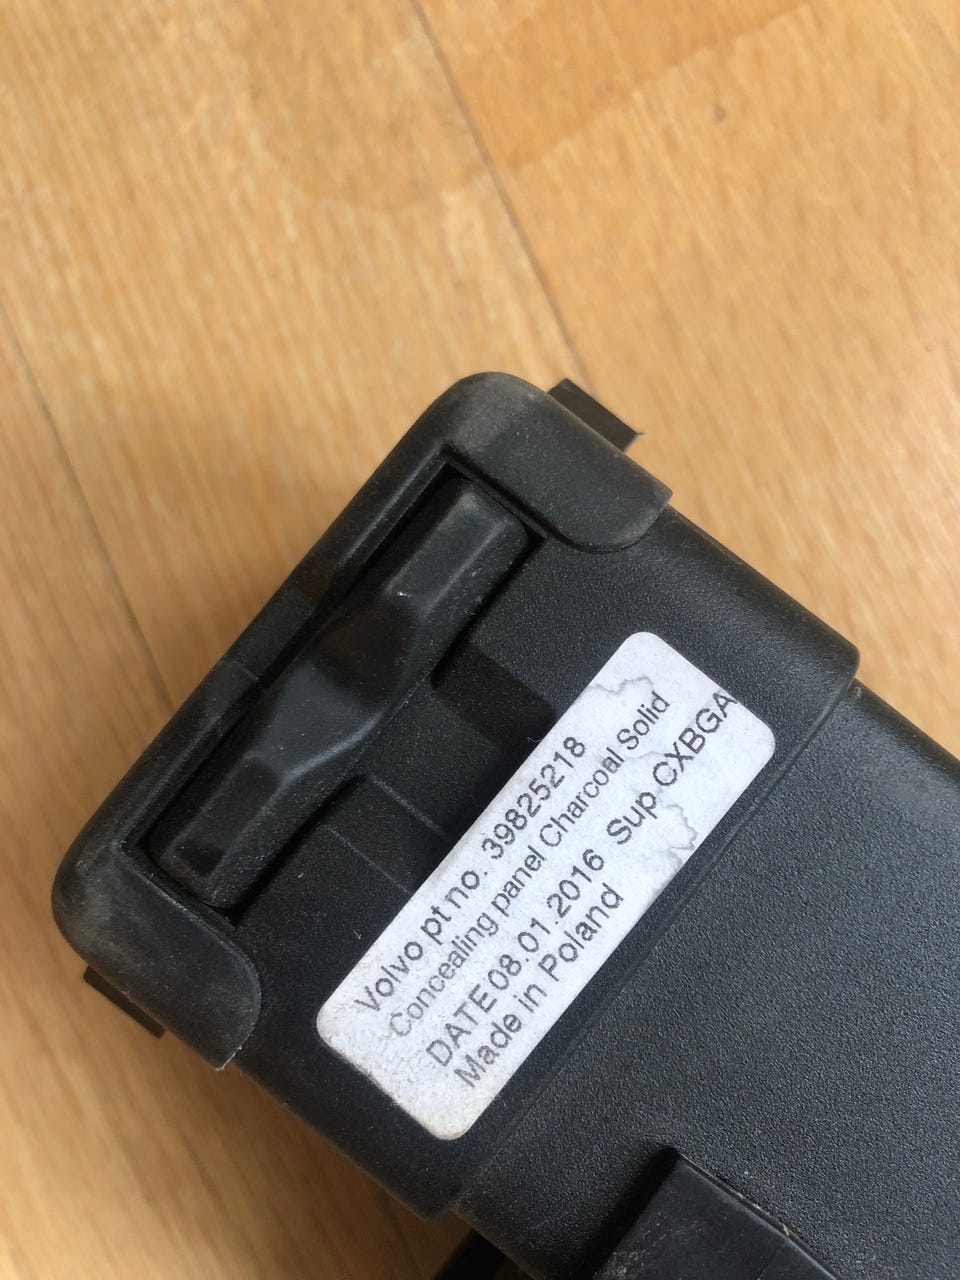 Volvo pt no. 39825218
Concealing panel Charcoal Solid
DATE 08.01.2016 Sup CXBGA
Made in Poland